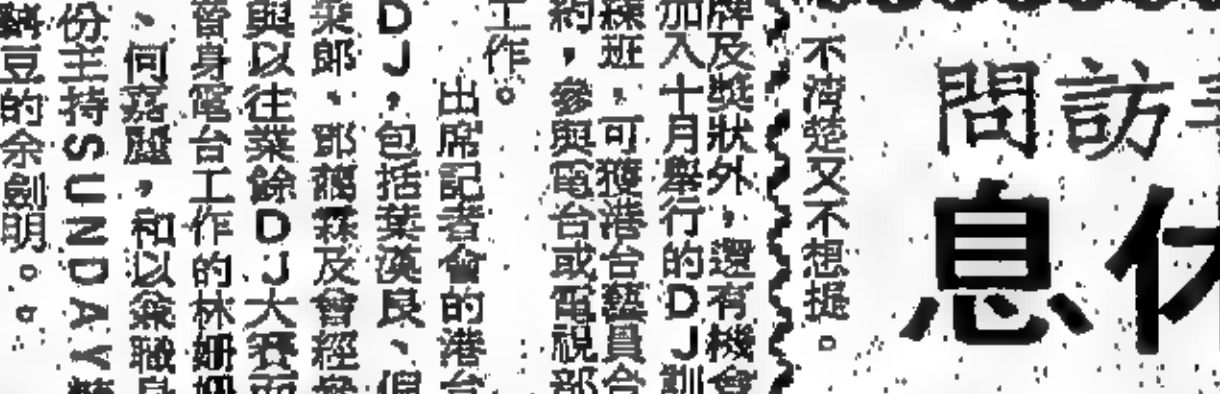 訪問
休息
不清楚又不想提。
牌及獎狀外，還有機會
加入十月舉行的DJ訓
練班，可獲港台藝員合
約，參與電台或電視部
工作。
出席記者會的港台
DJ，包括葉漢良、倡
業郎、鄧藹霖及曾經參
與以往業餘DJ大賽而
晉身電台工作的林姍姍
、何嘉麗，和以兼職身
份主持SUNDAY
豆的余劍明。